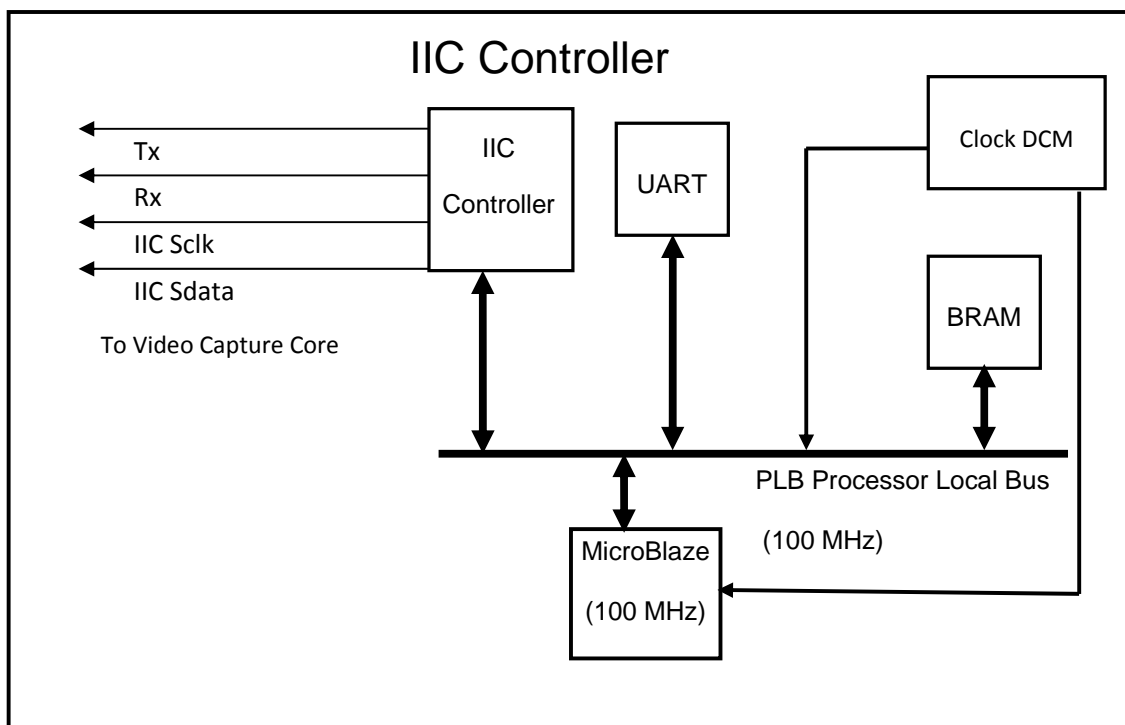 IIC Controller
Tx
Rx
IIC Sclk
IIC Sdata
To Video Capture Core
IIC
Controller
UART
Clock DCM
BRAM
PLB Processor Local Bus
(100 MHz)
MicroBlaze
(100 MHz)